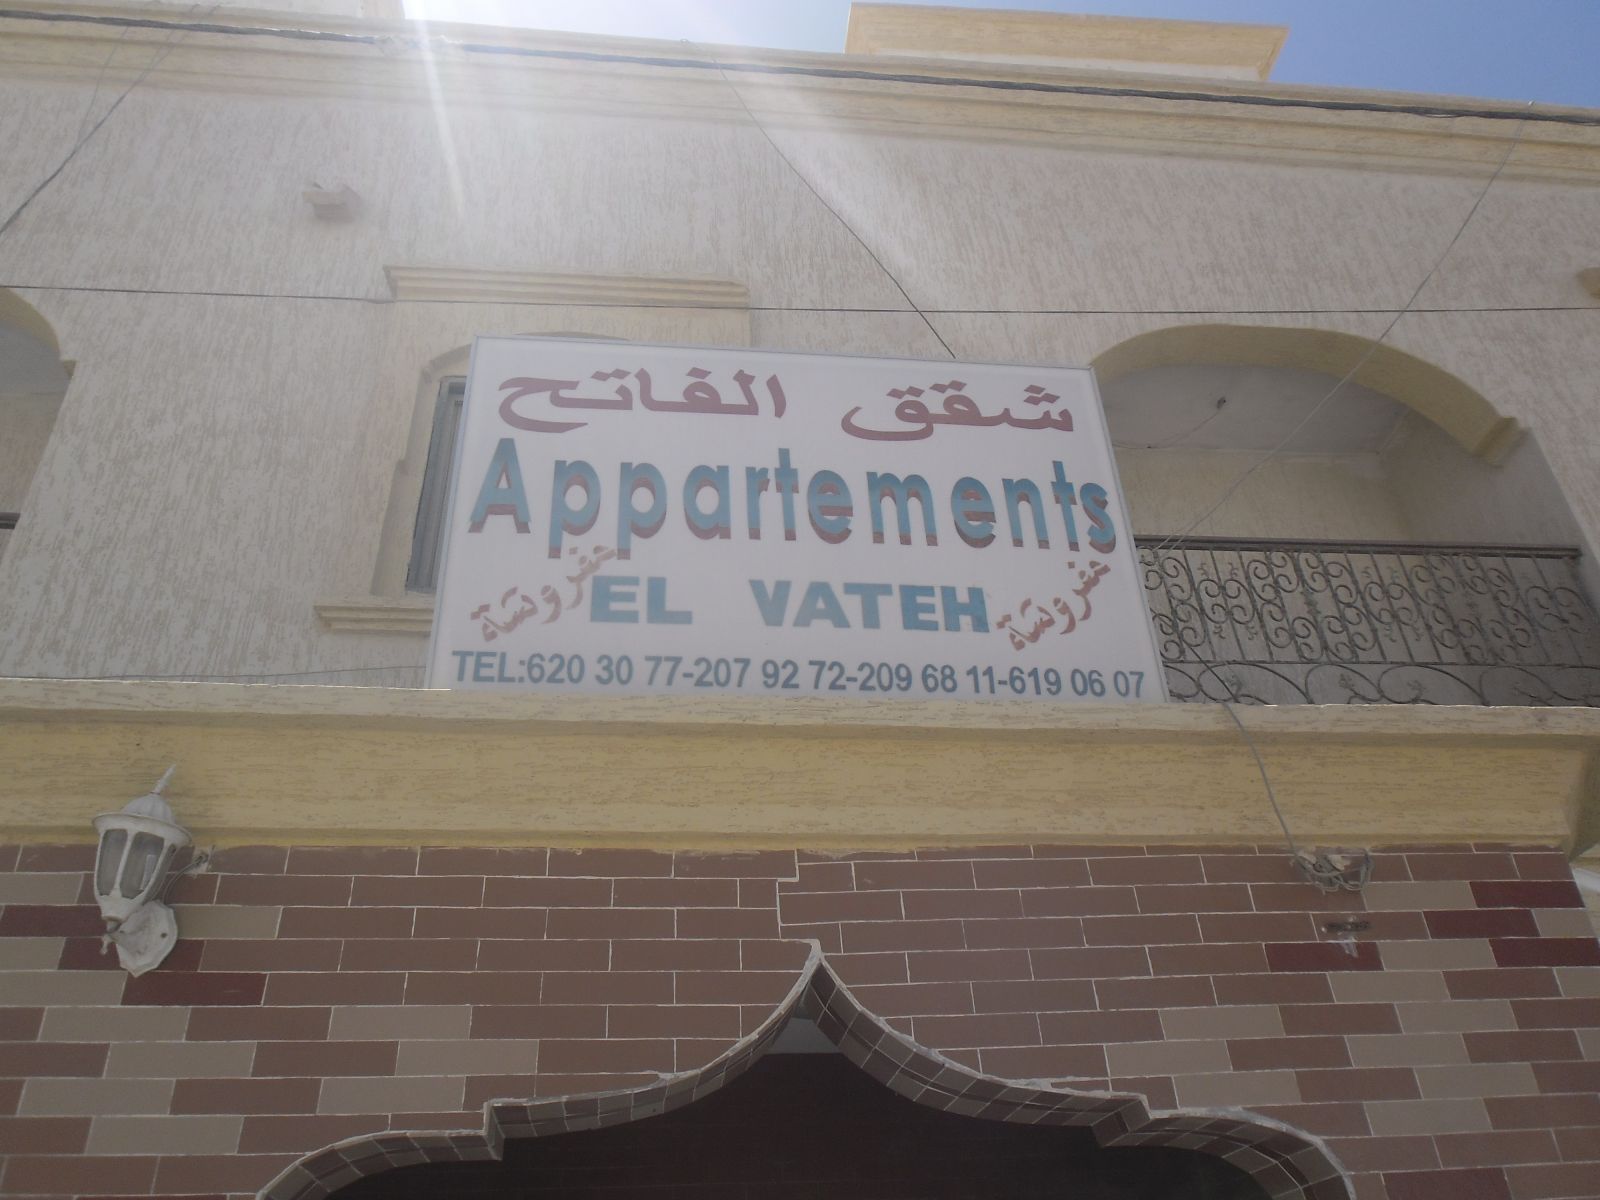 شقق الفاتح
Appartements
مفروشة EL VATEH مفروشة
TEL:620 30 77-207 92 72-209 68 11-619 06 07